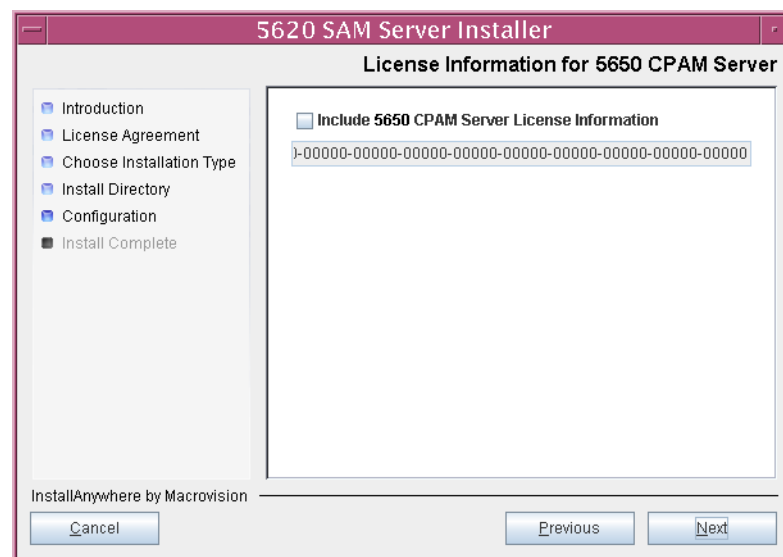 5620 SAM Server Installer
License Information for 5650 CPAM Server
Introduction
License Agreement
Choose Installation Type
Install Directory
Configuration
Install Complete
Include 5650 CPAM Server License Information
)-00000-00000-00000-00000-00000-00000-00000-00000
InstallAnywhere by Macrovision
Cancel
Previous
Next